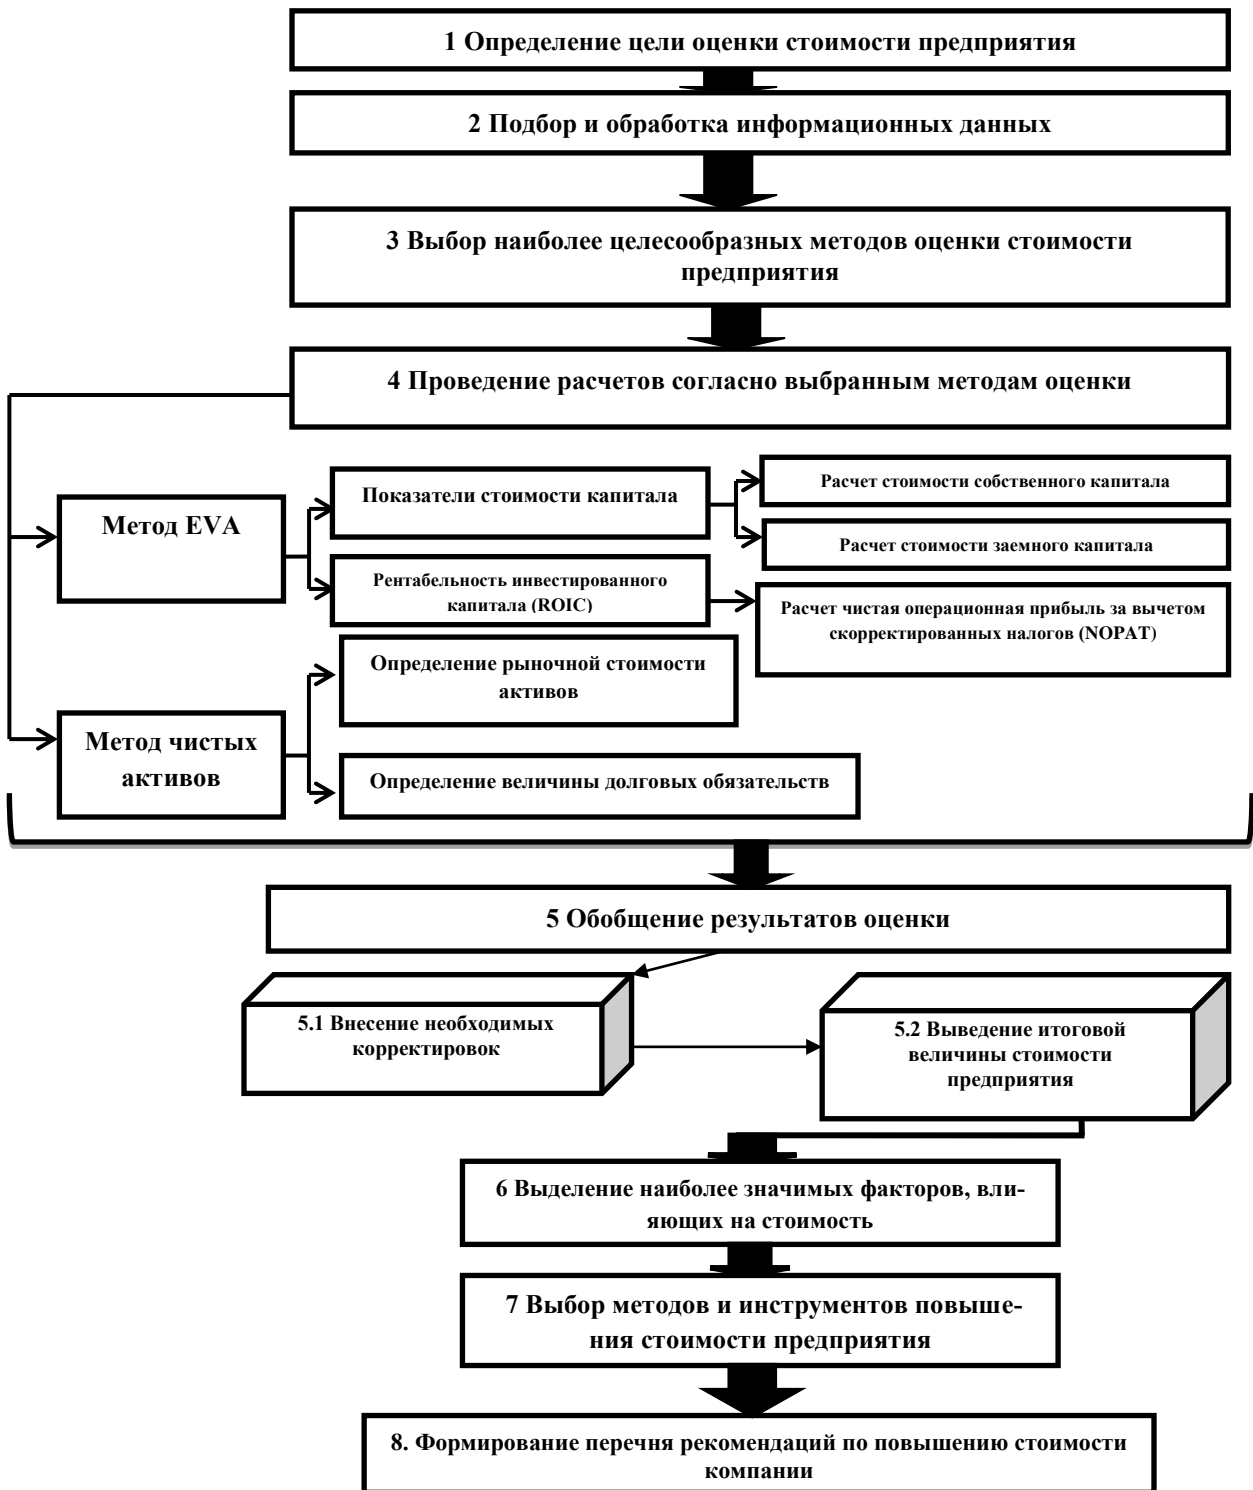 1 Определение цели оценки стоимости предприятия
2 Подбор и обработка информационных данных
3 Выбор наиболее целесообразных методов оценки стоимости
предприятия
4 Проведение расчетов согласно выбранным методам оценки
Метод EVA
Показатели стоимости капитала
Расчет стоимости собственного капитала
Расчет стоимости заемного капитала
Рентабельность инвестированного
капитала (ROIC)
Расчет чистая операционная прибыль за вычетом
скорректированных налогов (NOPAT)
Метод чистых
активов
Определение рыночной стоимости
активов
Определение величины долговых обязательств
5 Обобщение результатов оценки
5.1 Внесение необходимых
корректировок
5.2 Выведение итоговой
величины стоимости
предприятия
6 Выделение наиболее значимых факторов, вли-
яющих на стоимость
7 Выбор методов и инструментов повыше-
ния стоимости предприятия
8. Формирование перечня рекомендаций по повышению стоимости
компании